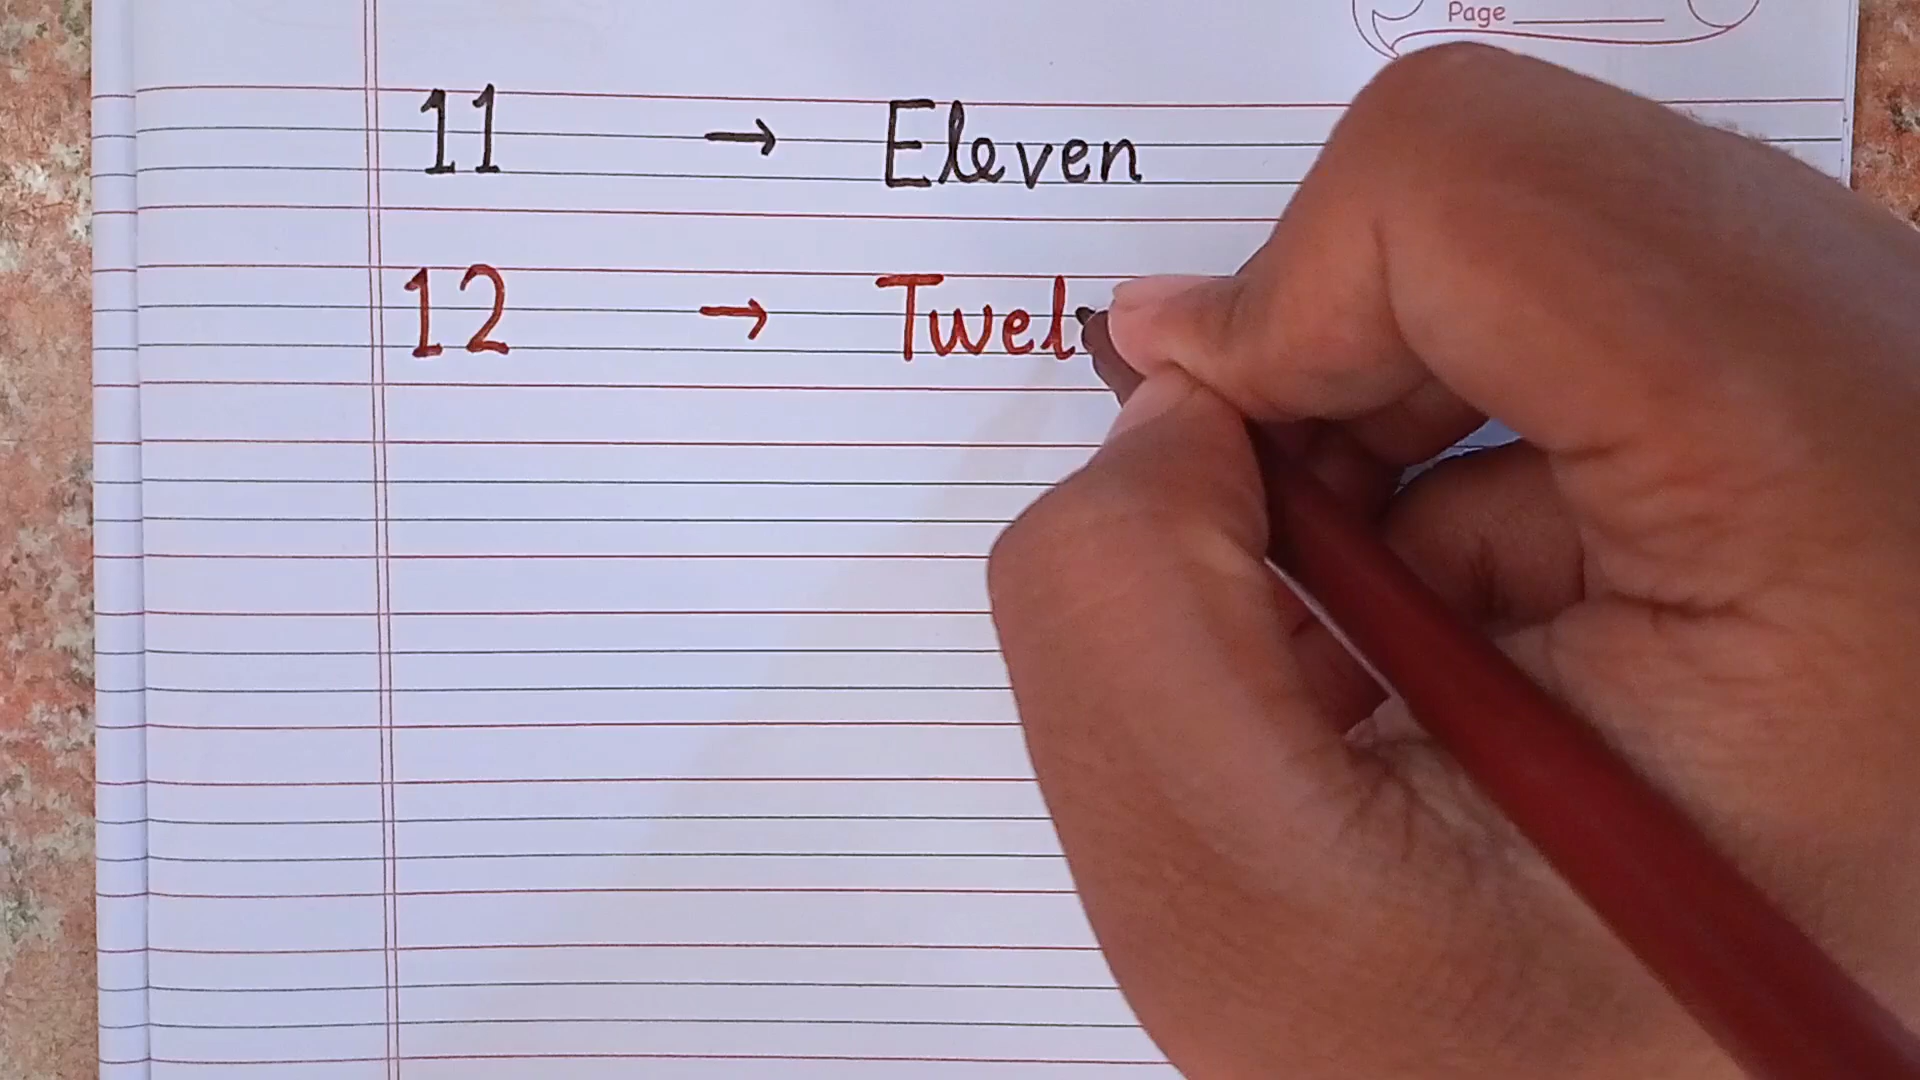 Page
11 → Eleven
12 → Twel